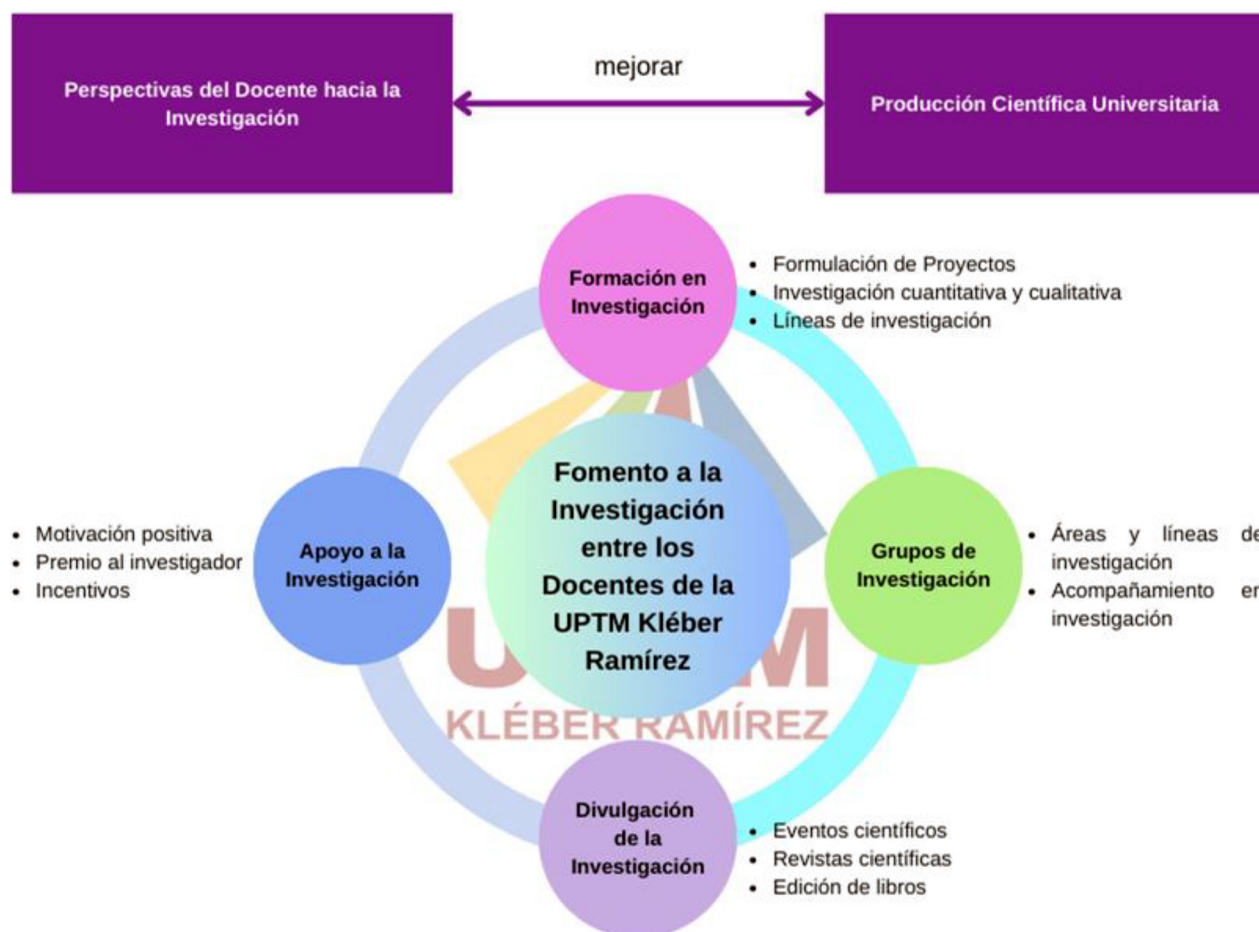 Perspectivas del Docente hacia la
Investigación
mejorar
Producción Científica Universitaria
Formación en
Investigación
• Formulación de Proyectos
• Investigación cuantitativa y cualitativa
• Líneas de investigación
• Motivación positiva
• Premio al investigador
• Incentivos
Apoyo a la
Investigación
Fomento a la
Investigación
entre los
Docentes de la
UPTM Kléber
Ramírez
Grupos de
Investigación
• Áreas y líneas de
investigación
• Acompañamiento en
investigación
KLÉBER RAMÍREZ
Divulgación
de la
Investigación
• Eventos científicos
• Revistas científicas
• Edición de libros